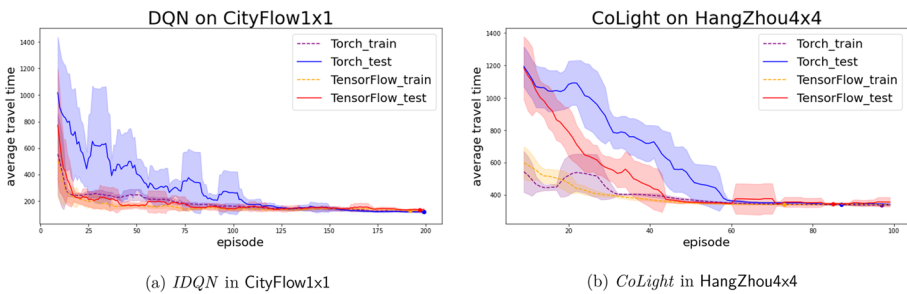 DQN on CityFlow1x1
1400
1200
1000
800
600
400
200
average travel time
0
25
50
75
100
125
150
175
200
episode
Torch_train
Torch_test
TensorFlow_train
TensorFlow_test
(a) IDQN in CityFlow1x1
CoLight on HangZhou4x4
1400
1200
1000
800
600
400
200
average travel time
20
40
60
80
100
episode
Torch_train
Torch_test
TensorFlow_train
TensorFlow_test
(b) CoLight in HangZhou4x4